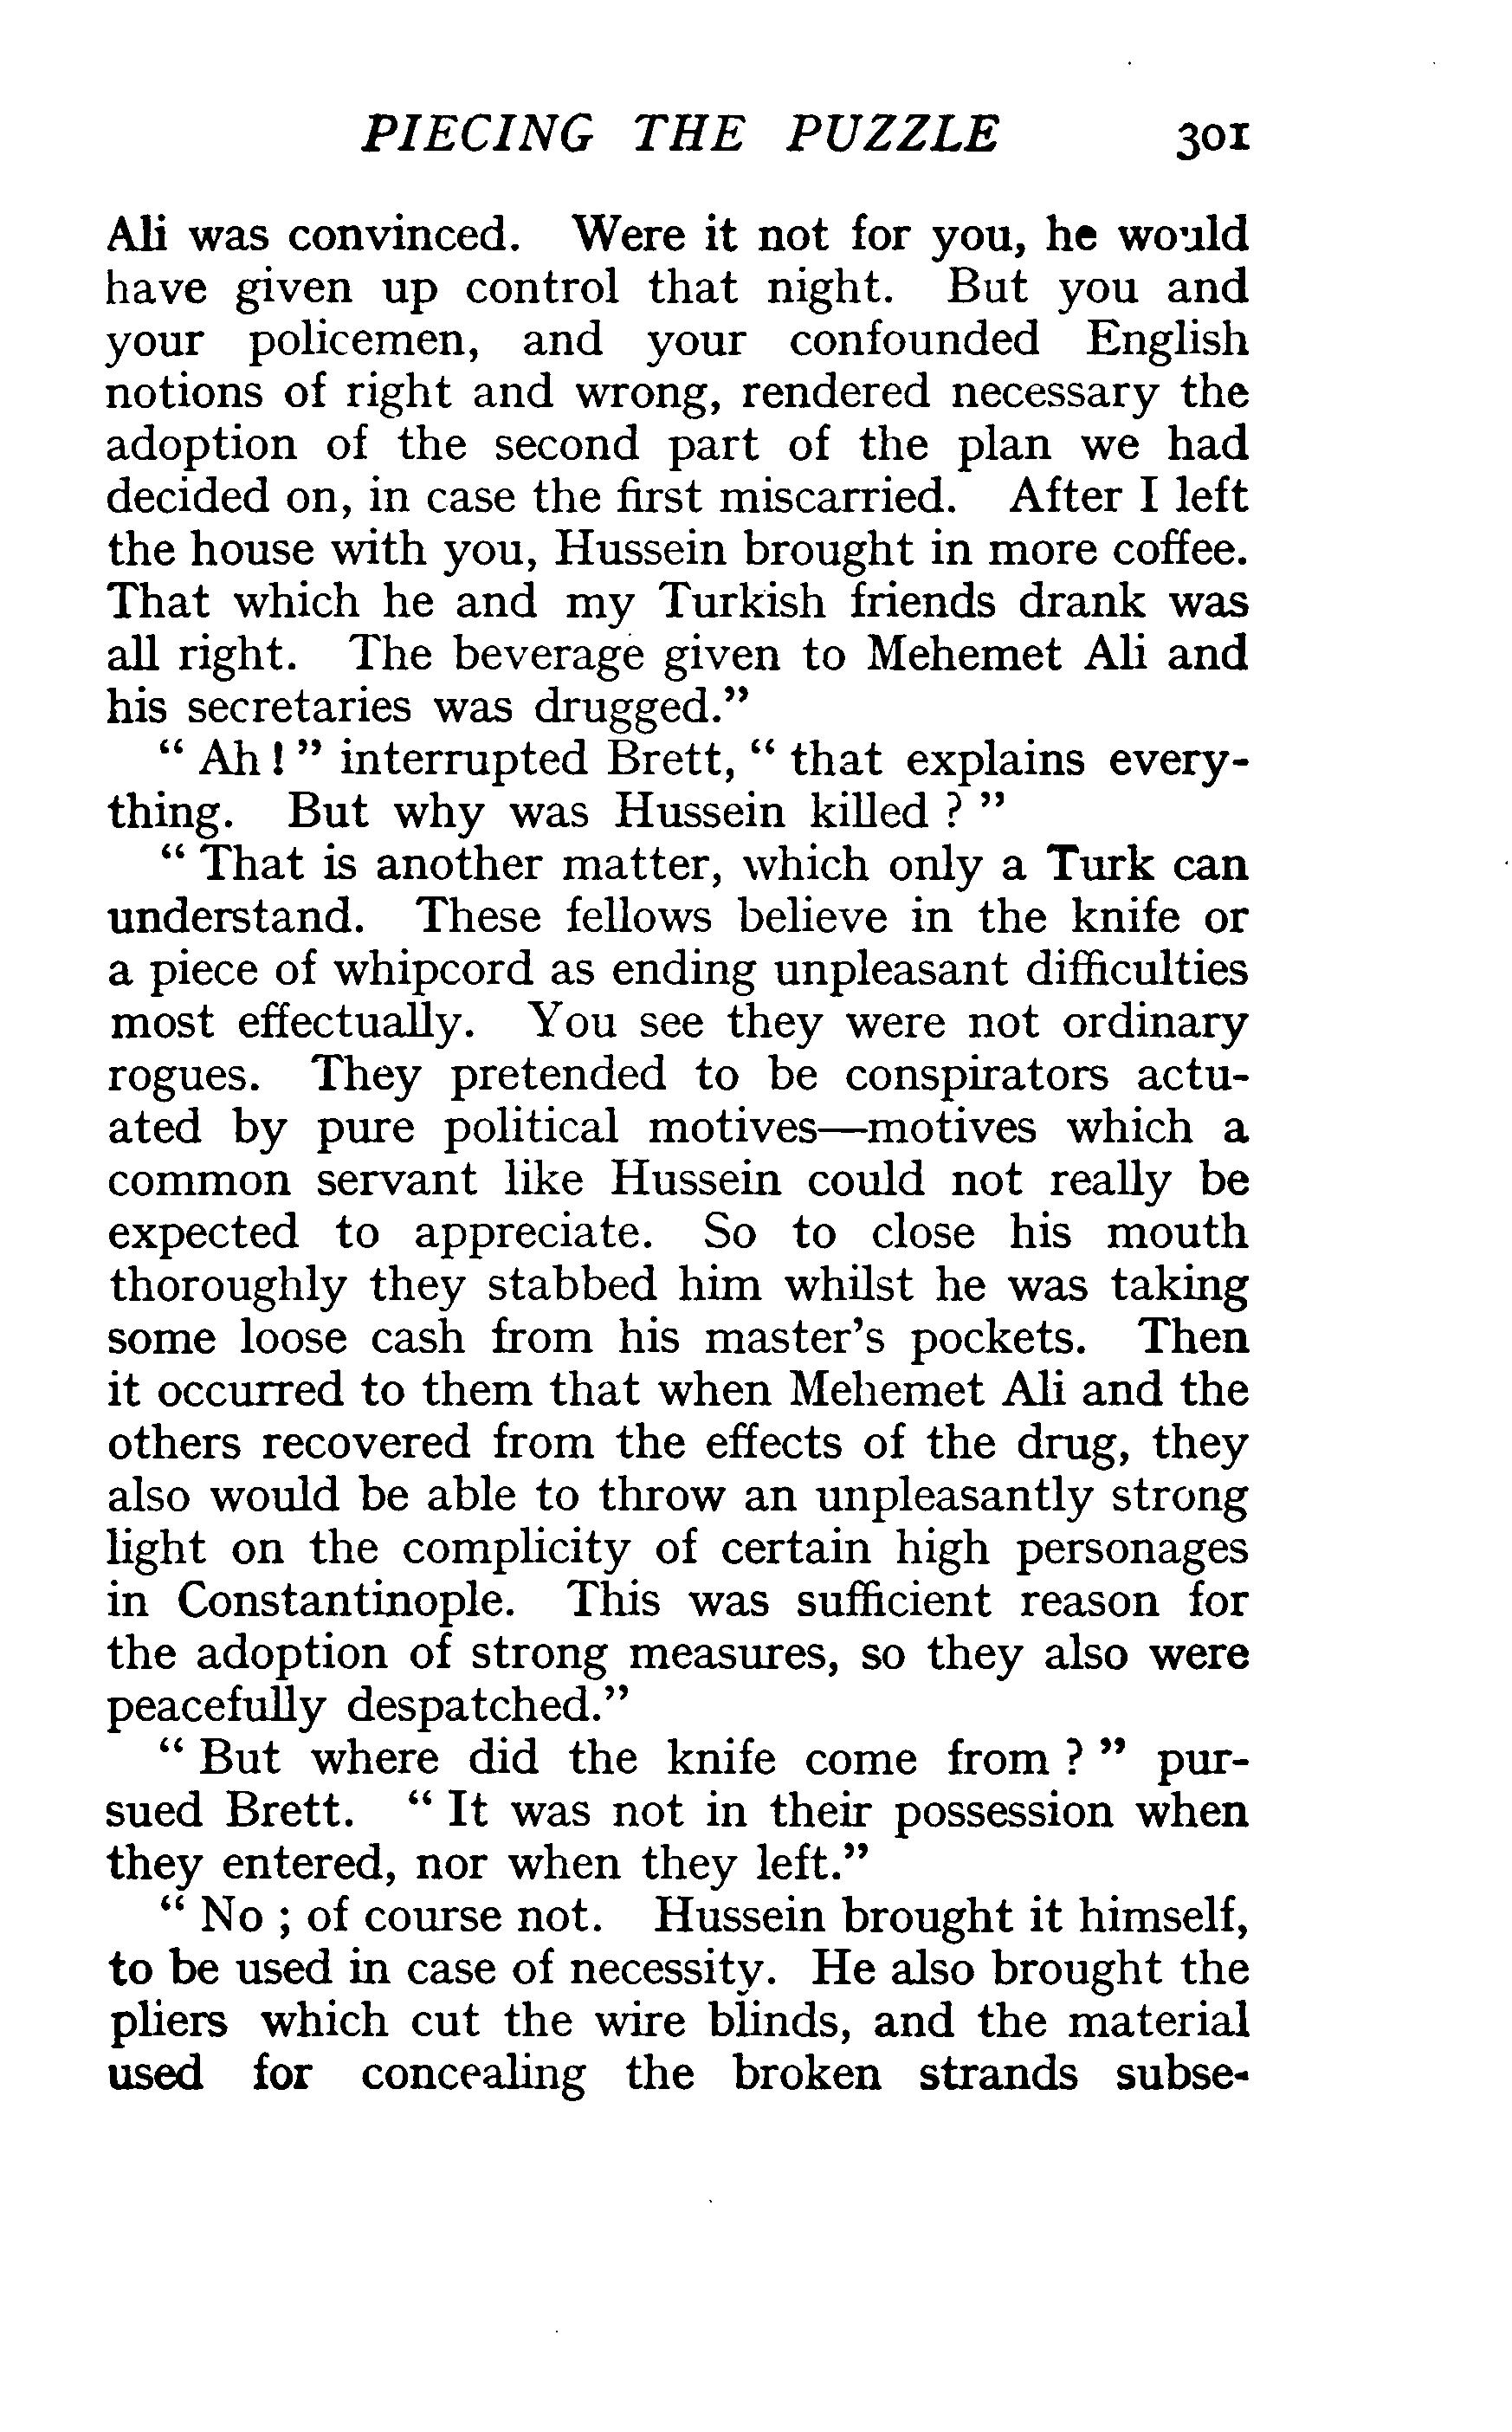 PIECING THE PUZZLE 301
Ali was convinced. Were it not for you, he would
have given up control that night. But you and
your policemen, and your confounded English
notions of right and wrong, rendered necessary the
adoption of the second part of the plan we had
decided on, in case the first miscarried. After I left
the house with you, Hussein brought in more coffee.
That which he and my Turkish friends drank was
all right. The beverage given to Mehemet Ali and
his secretaries was drugged.”
“ Ah ! ” interrupted Brett, “ that explains every-
thing. But why was Hussein killed ? ”
“ That is another matter, which only a Turk can
understand. These fellows believe in the knife or
a piece of whipcord as ending unpleasant difficulties
most effectually. You see they were not ordinary
rogues. They pretended to be conspirators actu-
ated by pure political motives—motives which a
common servant like Hussein could not really be
expected to appreciate. So to close his mouth
thoroughly they stabbed him whilst he was taking
some loose cash from his master’s pockets. Then
it occurred to them that when Mehemet Ali and the
others recovered from the effects of the drug, they
also would be able to throw an unpleasantly strong
light on the complicity of certain high personages
in Constantinople. This was sufficient reason for
the adoption of strong measures, so they also were
peacefully despatched.”
“ But where did the knife come from ? ” pur-
sued Brett. “ It was not in their possession when
they entered, nor when they left.”
“ No ; of course not. Hussein brought it himself,
to be used in case of necessity. He also brought the
pliers which cut the wire blinds, and the material
used for concealing the broken strands subse-